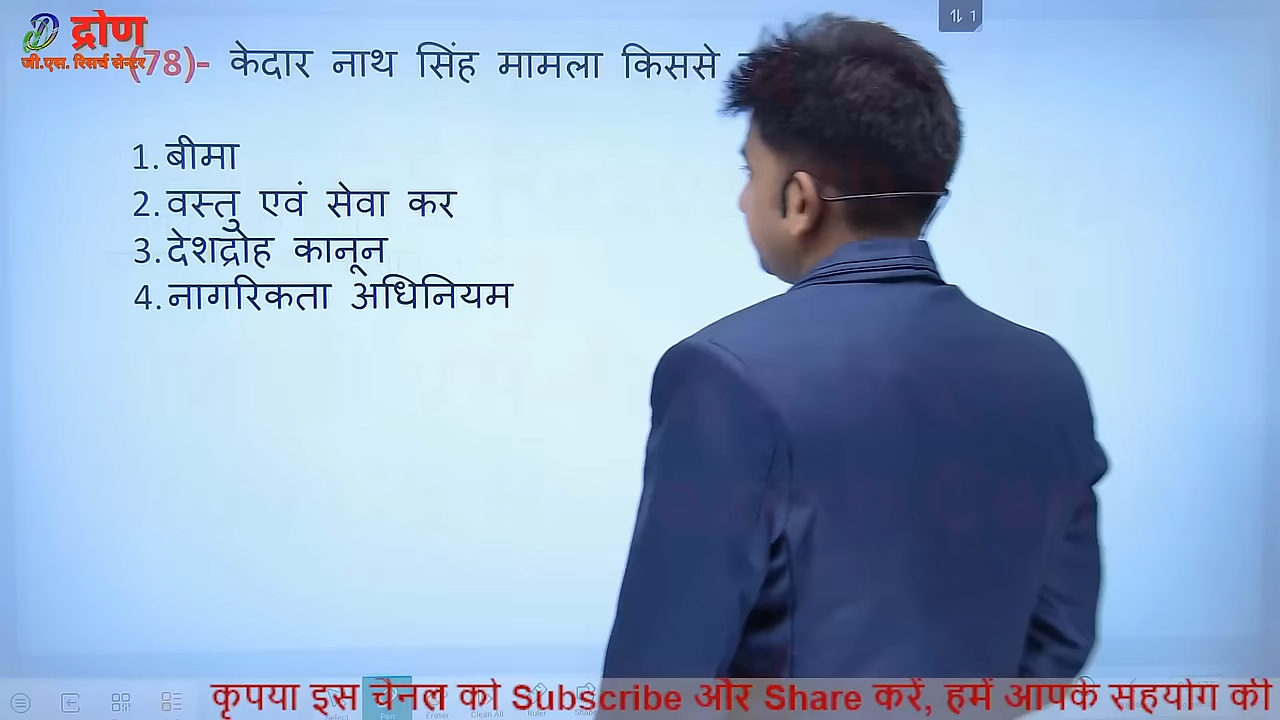 द्रोण
जी.एस. रिसर्च सेन्टर
(78)- केदार नाथ सिंह मामला किससे
1. बीमा
2. वस्तु एवं सेवा कर
3. देशद्रोह कानून
4. नागरिकता अधिनियम
कृपया इस चैनल को Subscribe और Share करें, हमें आपके सहयोग की